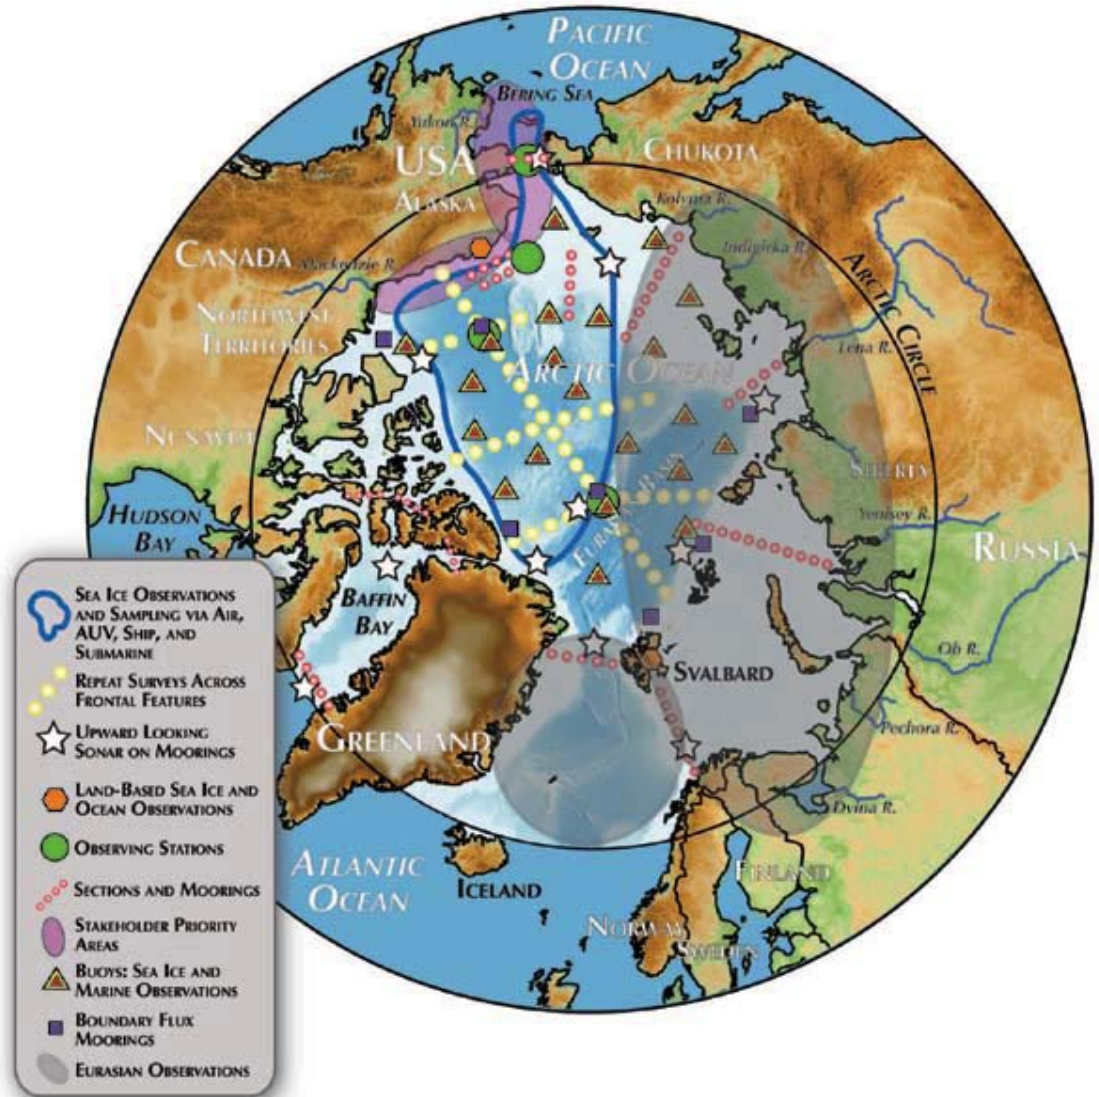 PACIFIC
OCEAN
BERING SEA
Yukon R.
USA
ALASKA
CHUKOTA
Kolyma R.
Indigirka R.
CANADA
Mackenzie R.
NORTHWEST
TERRITORIES
ARCTIC CIRCLE
Lena R.
ARCTIC OCEAN
NUNAVUT
SIBERIA
HUDSON
BAY
Yenisey R.
RUSSIA
BASIN
BAFFIN
BAY
Ob R.
SVALBARD
GREENLAND
Pechora R.
Dvina R.
ATLANTIC
OCEAN
ICELAND
FINLAND
NORWAY
SWEDEN
SEA ICE OBSERVATIONS
AND SAMPLING VIA AIR,
AUV, SHIP, AND
SUBMARINE
REPEAT SURVEYS ACROSS
FRONTAL FEATURES
UPWARD LOOKING
SONAR ON MOORINGS
LAND-BASED SEA ICE AND
OCEAN OBSERVATIONS
OBSERVING STATIONS
SECTIONS AND MOORINGS
STAKEHOLDER PRIORITY
AREAS
BUOYS: SEA ICE AND
MARINE OBSERVATIONS
BOUNDARY FLUX
MOORINGS
EURASIAN OBSERVATIONS